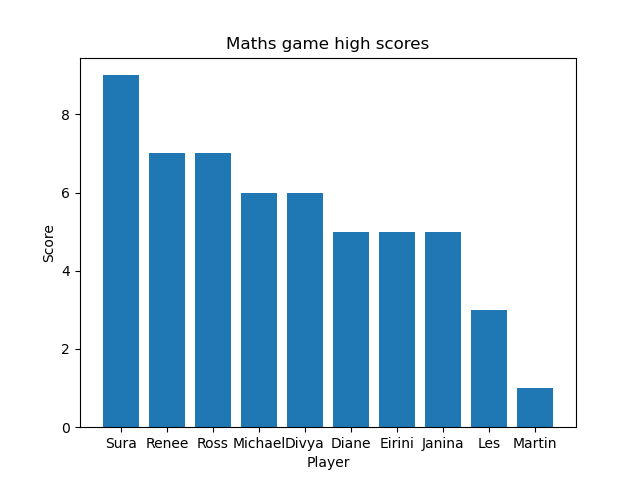 Maths game high scores
Score
8
6
4
2
0
Sura Renee Ross Michael Divya Diane Eirini Janina Les Martin
Player